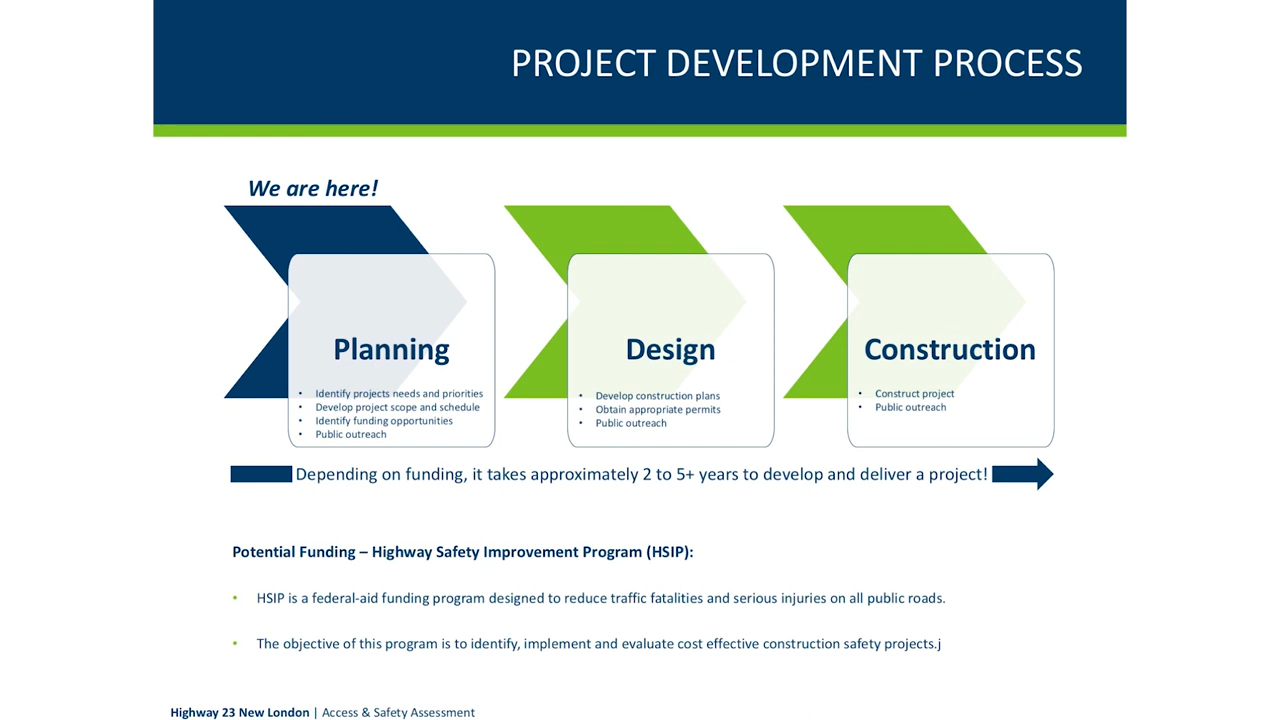 PROJECT DEVELOPMENT PROCESS
We are here!
Planning
• Identify projects needs and priorities
• Develop project scope and schedule
• Identify funding opportunities
• Public outreach
Design
• Develop construction plans
• Obtain appropriate permits
• Public outreach
Construction
• Construct project
• Public outreach
Depending on funding, it takes approximately 2 to 5+ years to develop and deliver a project!
Potential Funding – Highway Safety Improvement Program (HSIP):
• HSIP is a federal-aid funding program designed to reduce traffic fatalities and serious injuries on all public roads.
• The objective of this program is to identify, implement and evaluate cost effective construction safety projects.j
Highway 23 New London | Access & Safety Assessment